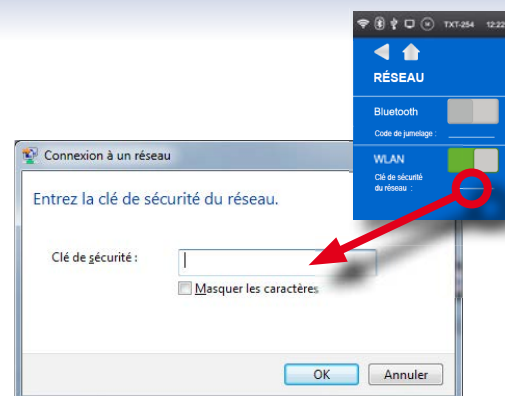 TXT-254 12:22
RÉSEAU
Bluetooth
Code de jumelage :
WLAN
Clé de sécurité
du réseau :
Connexion à un réseau
Entrez la clé de sécurité du réseau.
Clé de sécurité :
Masquer les caractères
OK Annuler